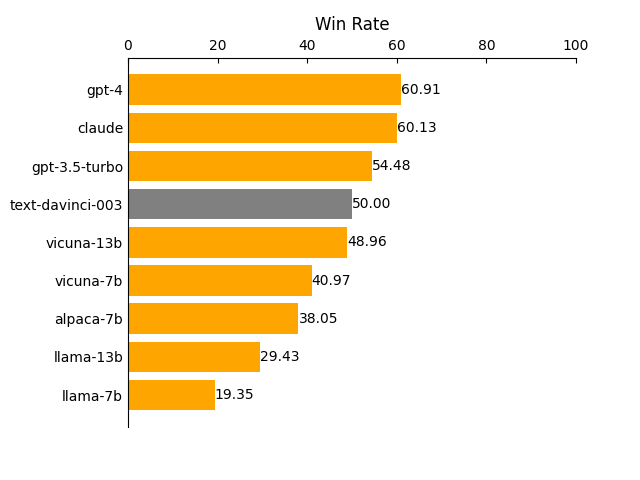 Win Rate
0 20 40 60 80 100
gpt-4 60.91
claude 60.13
gpt-3.5-turbo 54.48
text-davinci-003 50.00
vicuna-13b 48.96
vicuna-7b 40.97
alpaca-7b 38.05
llama-13b 29.43
llama-7b 19.35